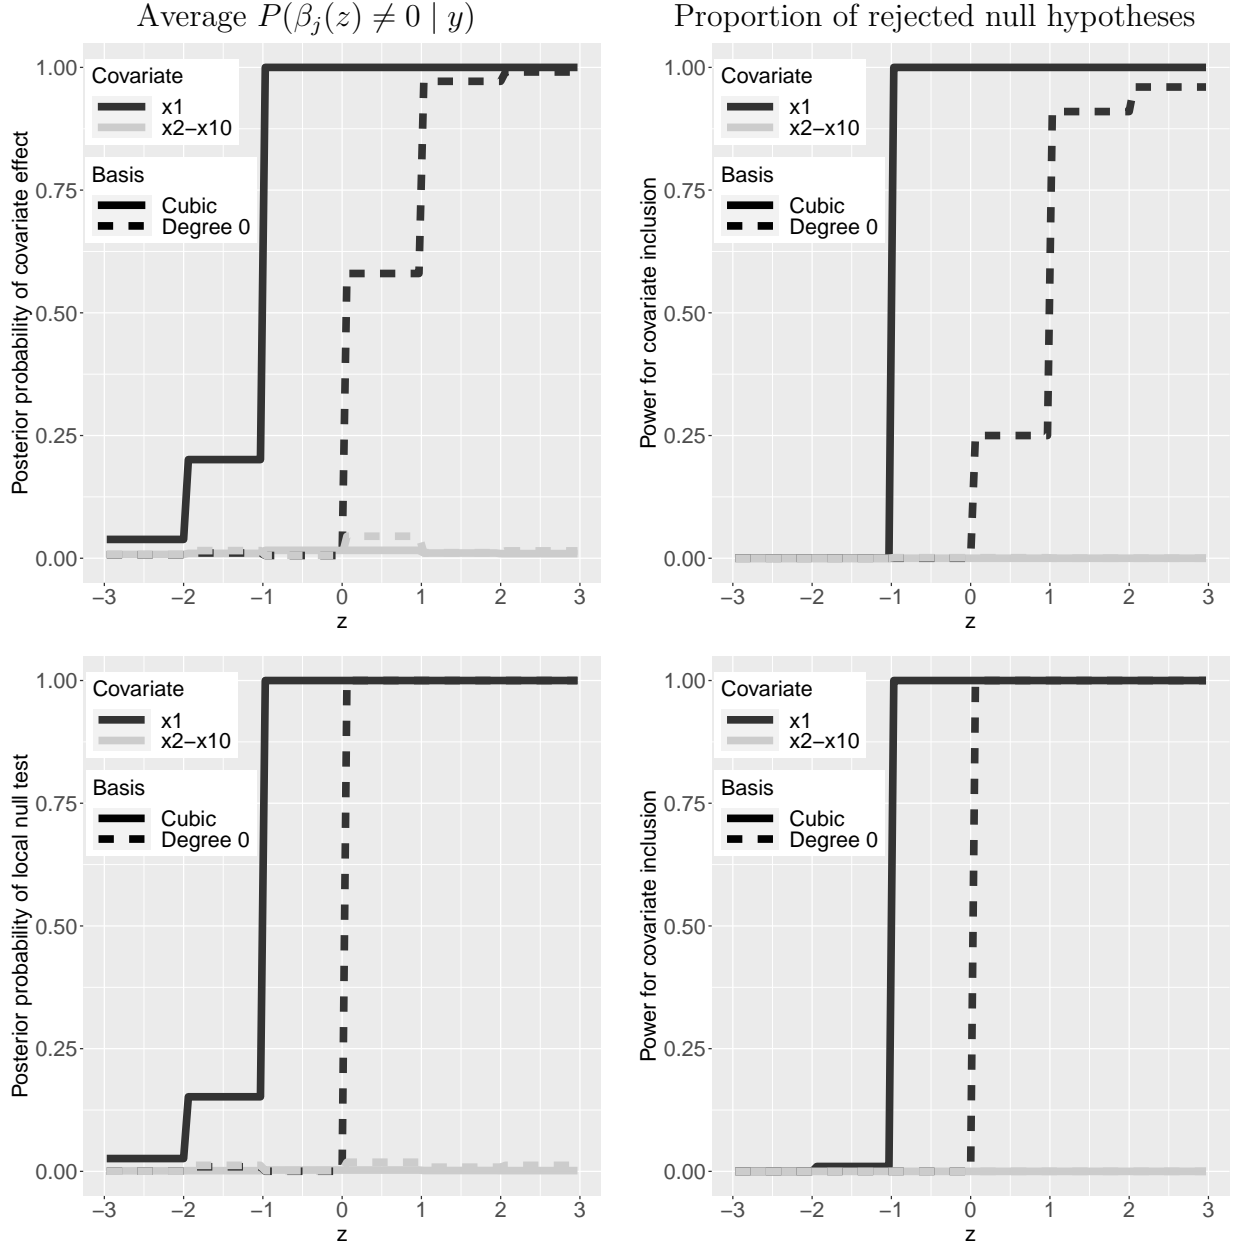 Average P(β_j(z) ≠ 0 | y)
Proportion of rejected null hypotheses
Posterior probability of covariate effect
1.00
0.75
0.50
0.25
0.00
Covariate
x1
x2−x10
Basis
Cubic
Degree 0
−3 −2 −1 0 1 2 3
z
Power for covariate inclusion
1.00
0.75
0.50
0.25
0.00
Covariate
x1
x2−x10
Basis
Cubic
Degree 0
−3 −2 −1 0 1 2 3
z
Posterior probability of local null test
1.00
0.75
0.50
0.25
0.00
Covariate
x1
x2−x10
Basis
Cubic
Degree 0
−3 −2 −1 0 1 2 3
z
Power for covariate inclusion
1.00
0.75
0.50
0.25
0.00
Covariate
x1
x2−x10
Basis
Cubic
Degree 0
−3 −2 −1 0 1 2 3
z